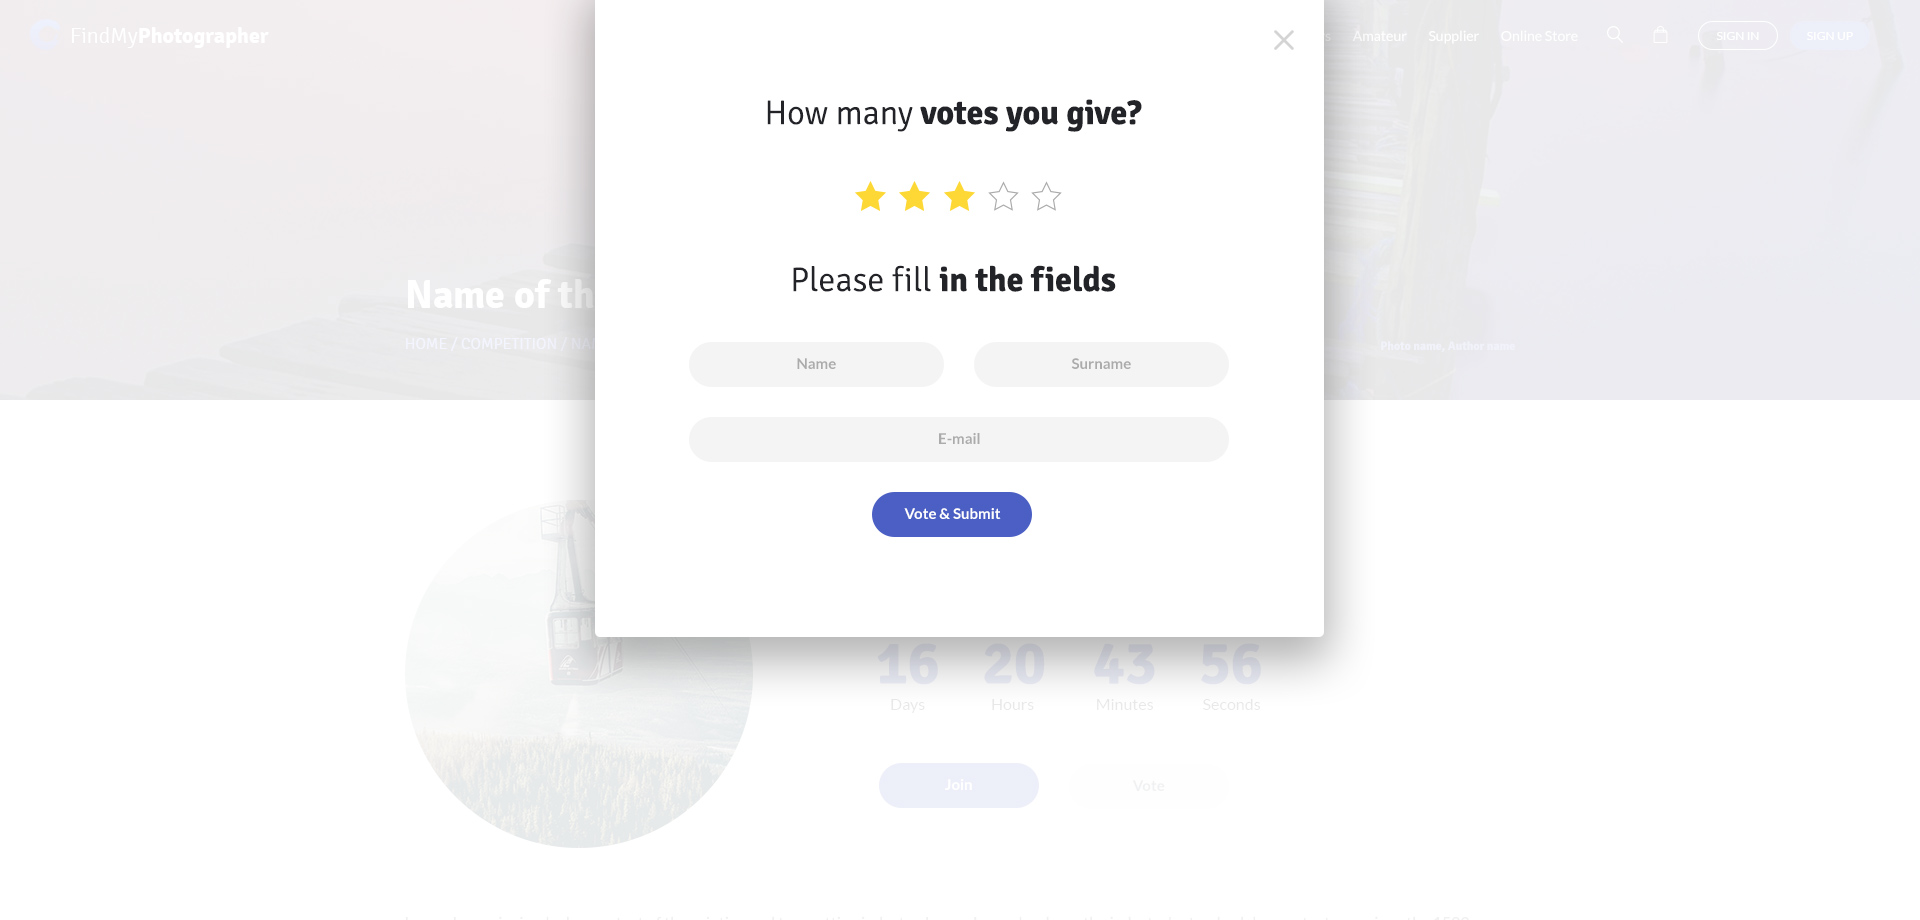 FindMyPhotographer
Amateur
Supplier
Online Store
SIGN IN
SIGN UP
How many votes you give?
Please fill in the fields
Name of th
HOME / COMPETITION /
Photo name, Author name
Name
Surname
E-mail
Vote & Submit
16 20 43 56
Days Hours Minutes Seconds
Join
Vote